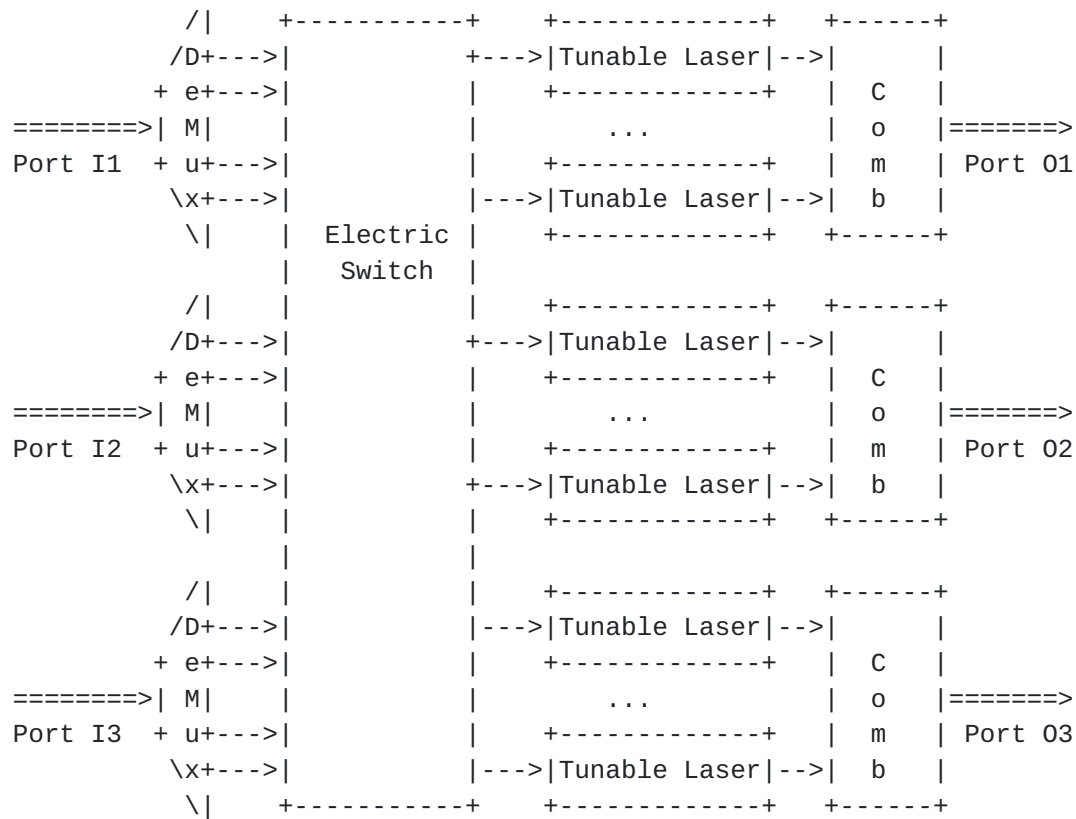 /|    +-----------+    +-------------+   +------+
     /D+--->|           +--->|Tunable Laser|-->|      |
    + e+--->|           |    +-------------+   |  C   |
========>| M|    |           |         ...          |  o   |=======>
Port I1  + u+--->|           |    +-------------+   |  m   | Port O1
     \x+--->|           |--->|Tunable Laser|-->|  b   |
      \|    |  Electric |    +-------------+   +------+
            |   Switch  |
      /|    |           |    +-------------+   +------+
     /D+--->|           +--->|Tunable Laser|-->|      |
    + e+--->|           |    +-------------+   |  C   |
========>| M|    |           |         ...          |  o   |=======>
Port I2  + u+--->|           |    +-------------+   |  m   | Port O2
     \x+--->|           +--->|Tunable Laser|-->|  b   |
      \|    |           |    +-------------+   +------+
            |           |
      /|    |           |    +-------------+   +------+
     /D+--->|           |--->|Tunable Laser|-->|      |
    + e+--->|           |    +-------------+   |  C   |
========>| M|    |           |         ...          |  o   |=======>
Port I3  + u+--->|           |    +-------------+   |  m   | Port O3
     \x+--->|           |--->|Tunable Laser|-->|  b   |
      \|    +-----------+    +-------------+   +------+